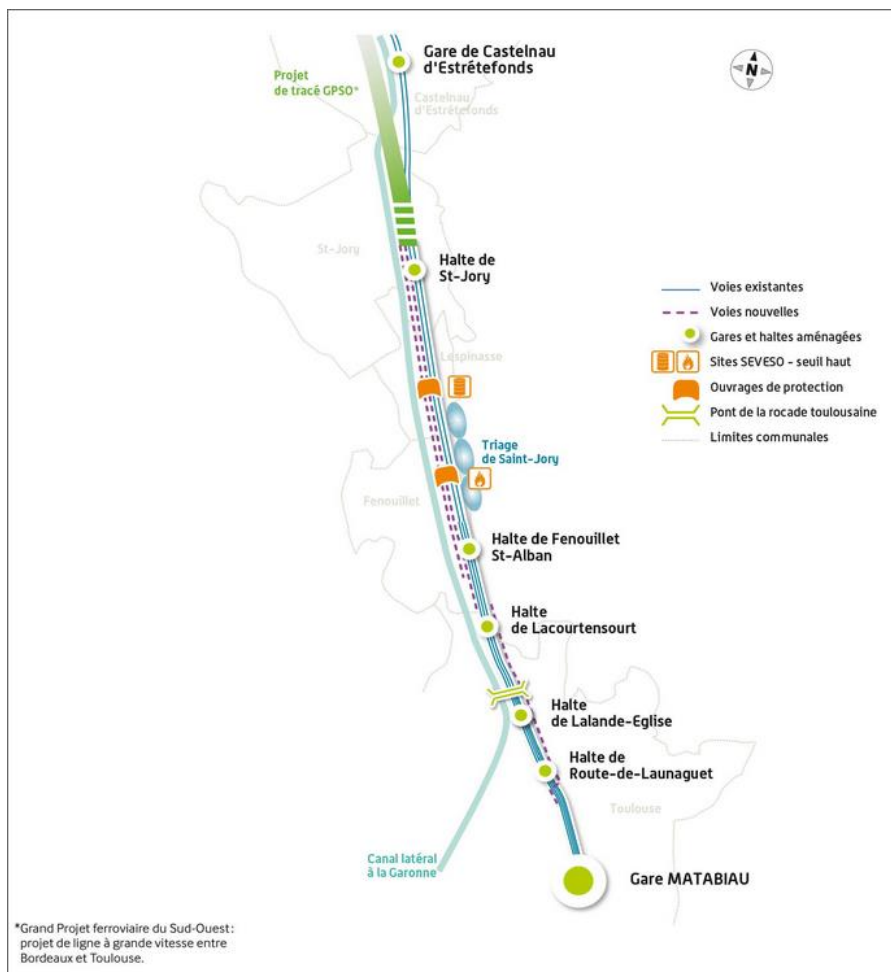 Gare de Castelnau
d'Estrétefonds
Projet
de tracé GPSO*
N
Castelnau
d'Estrétefonds
St-Jory
Halte de
St-Jory
Voies existantes
Voies nouvelles
Gares et haltes aménagées
Sites SEVESO - seuil haut
Ouvrages de protection
Pont de la rocade toulousaine
Limites communales
Lespinasse
Triage
de Saint-Jory
Fenouillet
Halte de Fenouillet
St-Alban
Halte
de Lacourtensourt
Halte
de Lalande-Eglise
Halte de
Route-de-Launaguet
Toulouse
Canal latéral
à la Garonne
Gare MATABIAU
*Grand Projet ferroviaire du Sud-Ouest:
projet de ligne à grande vitesse entre
Bordeaux et Toulouse.